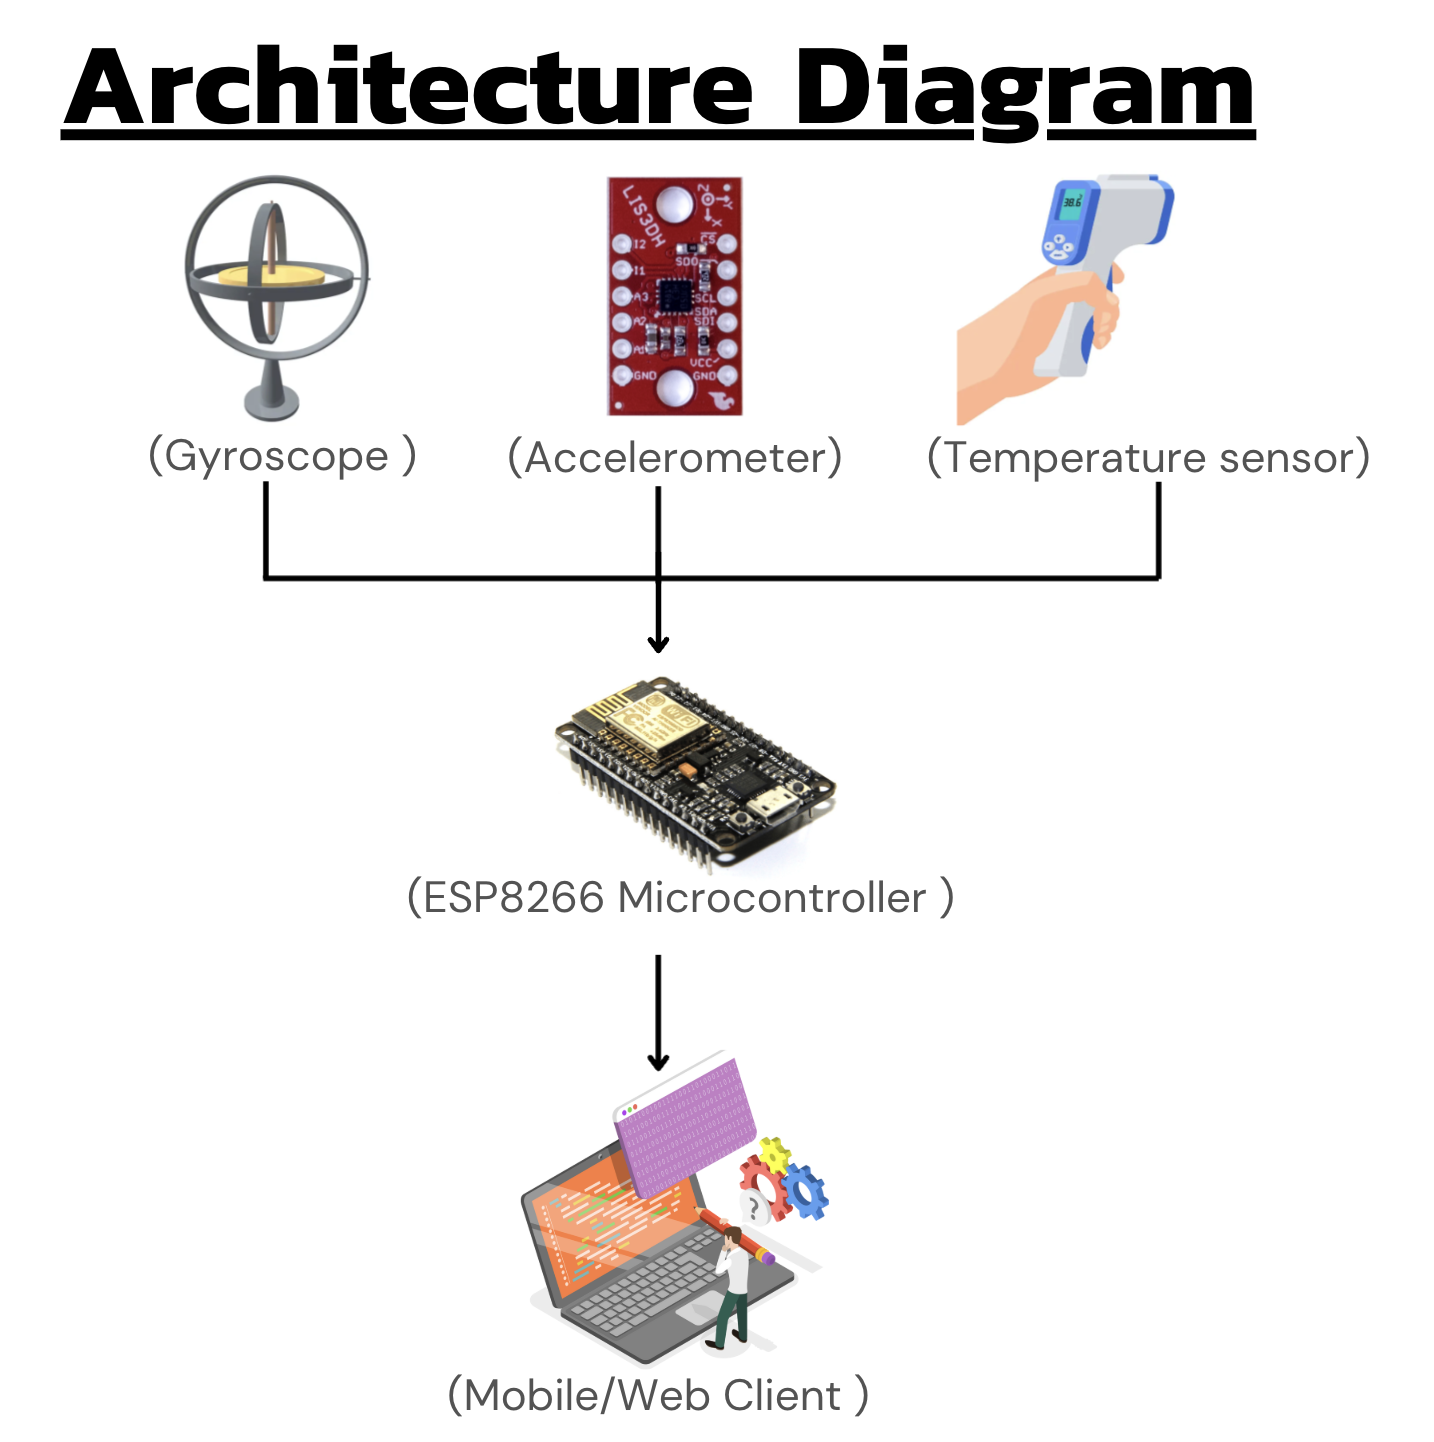 Architecture Diagram
LIS3DH
Z
Y
X
I2
CS
I1
SDO
A3
SCL
A2
SDA
SDI
A1
VCC
GND
GND
38.6
(Gyroscope )
(Accelerometer)
(Temperature sensor)
WiFi
(ESP8266 Microcontroller )
?
(Mobile/Web Client )